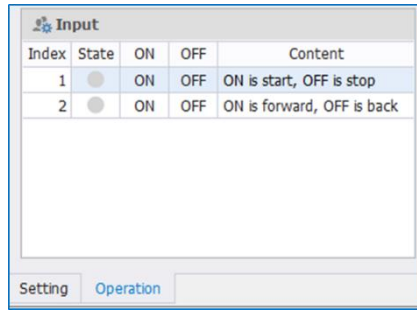 Input
Index State ON OFF Content
1 ON OFF ON is start, OFF is stop
2 ON OFF ON is forward, OFF is back
Setting Operation